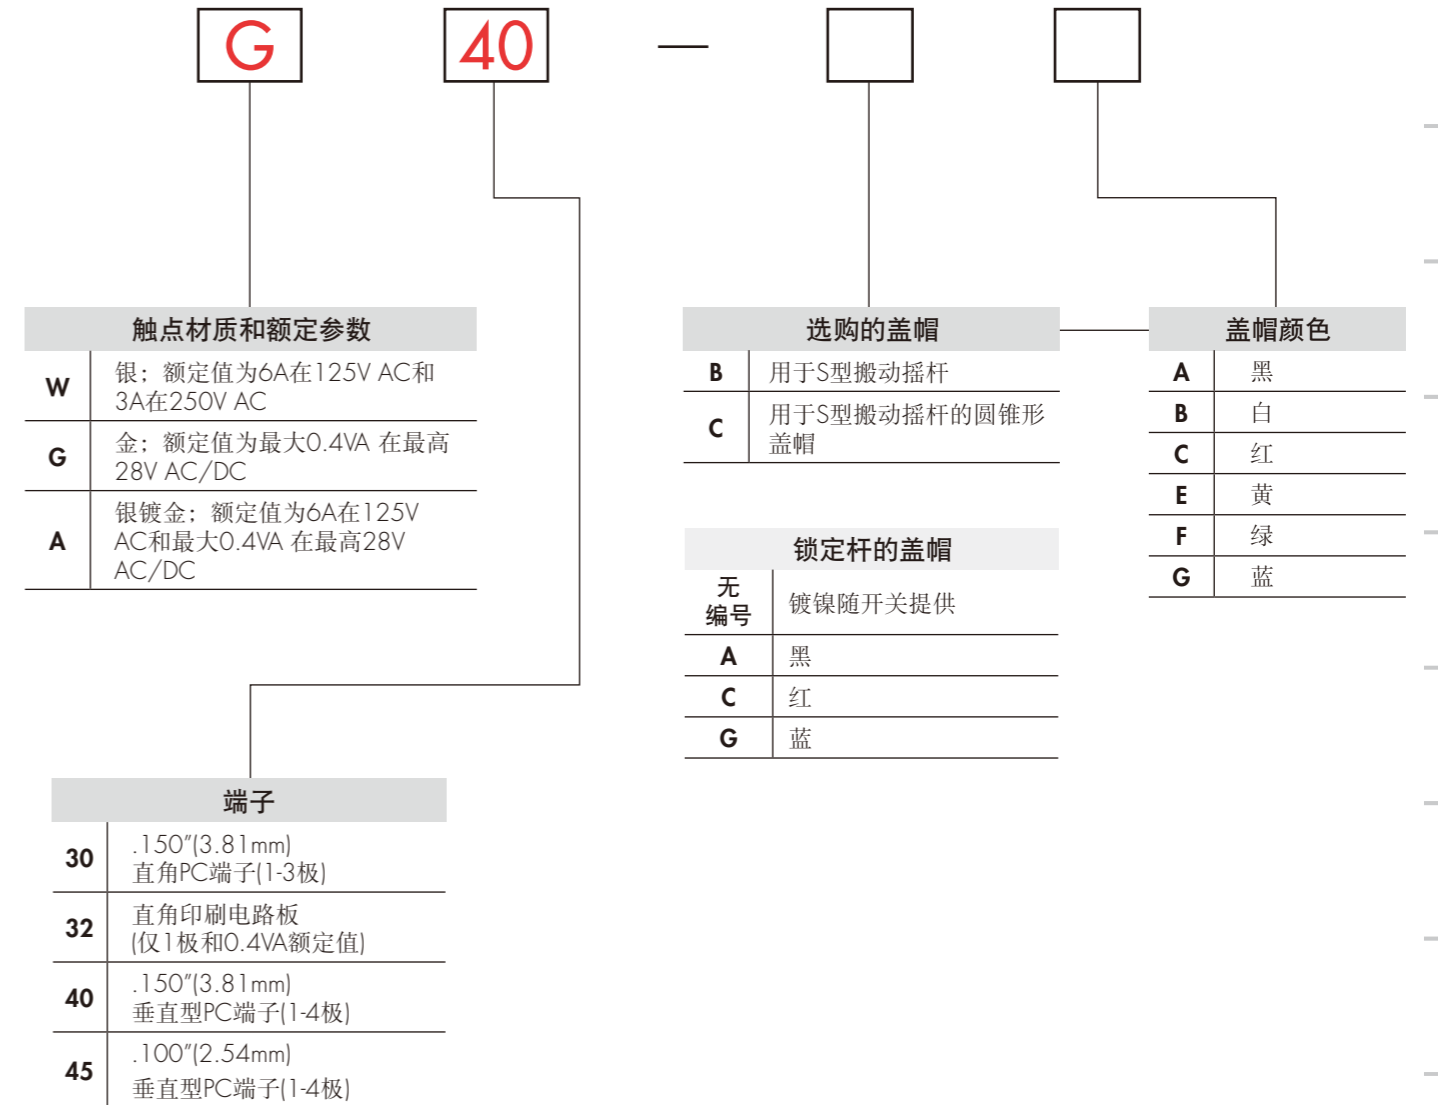 G 40 —
触点材质和额定参数
W 银；额定值为6A在125V AC和
3A在250V AC
G 金；额定值为最大0.4VA 在最高
28V AC/DC
A 银镀金；额定值为6A在125V
AC和最大0.4VA 在最高28V
AC/DC
端子
30 .150”(3.81mm)
直角PC端子(1-3极)
32 直角印刷电路板
(仅1极和0.4VA额定值)
40 .150”(3.81mm)
垂直型PC端子(1-4极)
45 .100”(2.54mm)
垂直型PC端子(1-4极)
选购的盖帽
B 用于S型搬动摇杆
C 用于S型搬动摇杆的圆锥形
盖帽
锁定杆的盖帽
无
编号 镀镍随开关提供
A 黑
C 红
G 蓝
盖帽颜色
A 黑
B 白
C 红
E 黄
F 绿
G 蓝